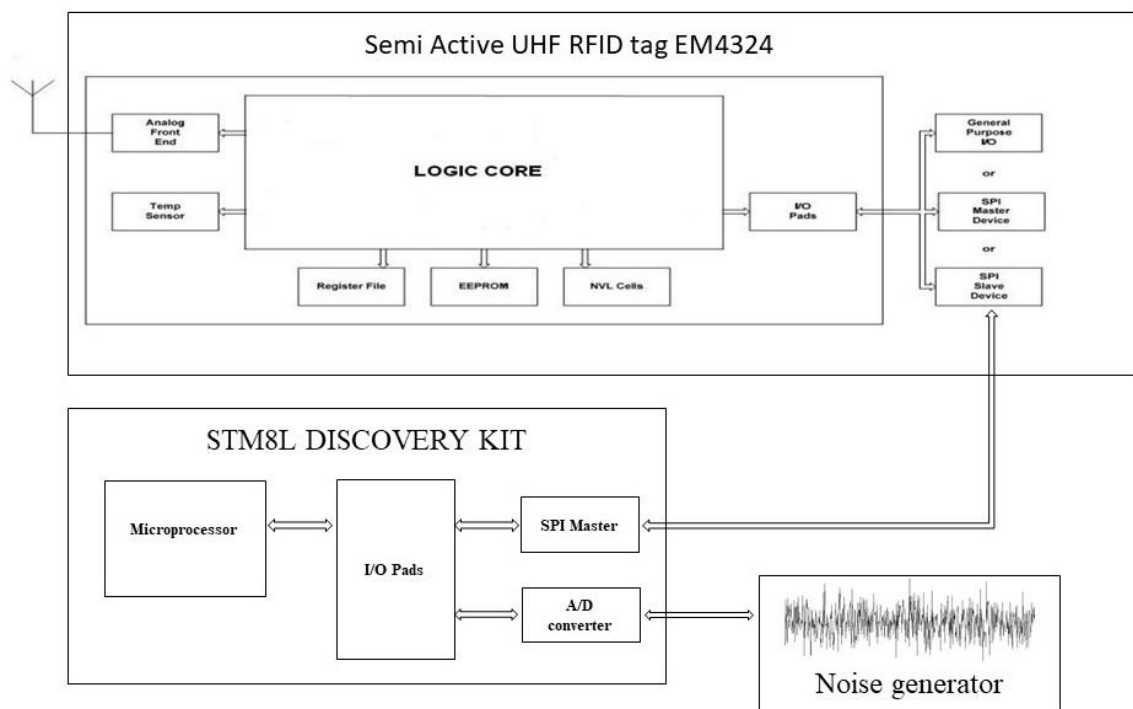 Semi Active UHF RFID tag EM4324
Analog
Front
End
LOGIC CORE
General
Purpose
I/O
or
Temp
Sensor
I/O
Pads
SPI
Master
Device
or
Register File
EEPROM
NVL Cells
SPI
Slave
Device
STM8L DISCOVERY KIT
Microprocessor
I/O Pads
SPI Master
A/D
converter
Noise generator